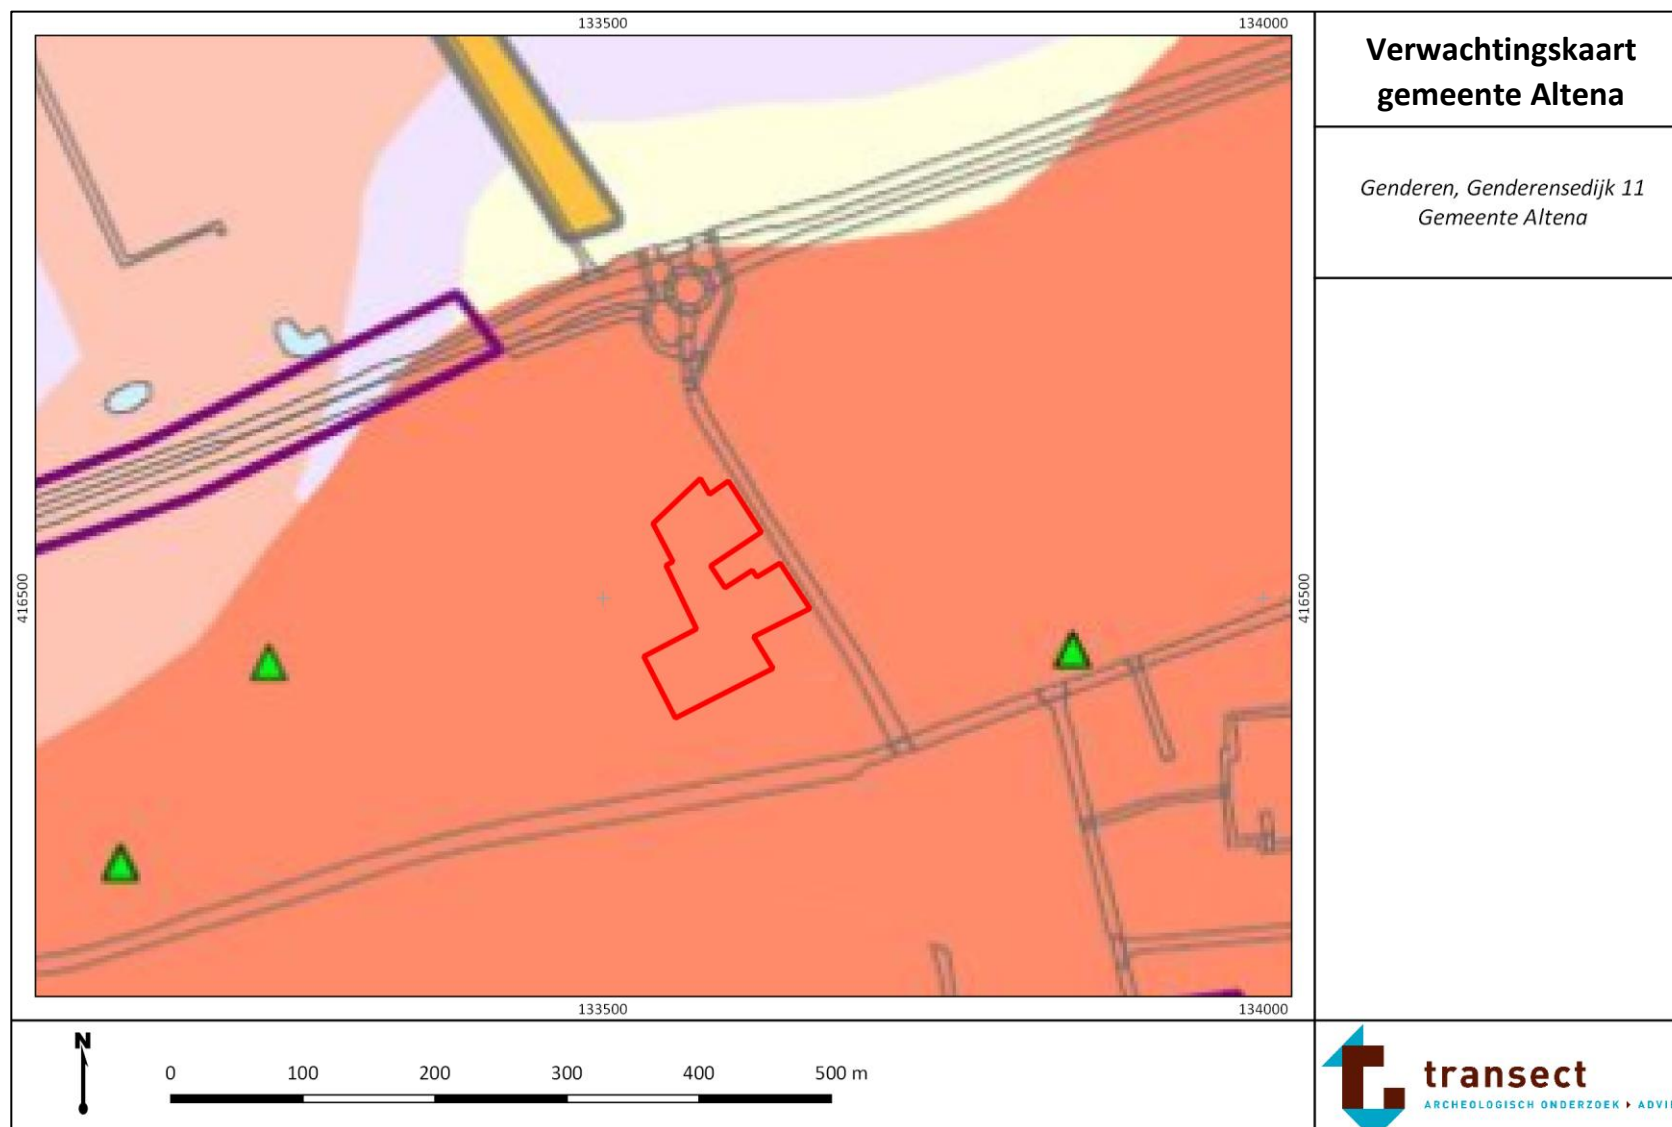 133500
134000
Verwachtingskaart
gemeente Altena
Genderen, Genderensedijk 11
Gemeente Altena
416500
416500
133500
134000
N
0
100
200
300
400
500 m
transect
ARCHEOLOGISCH ONDERZOEK ▸ ADVI